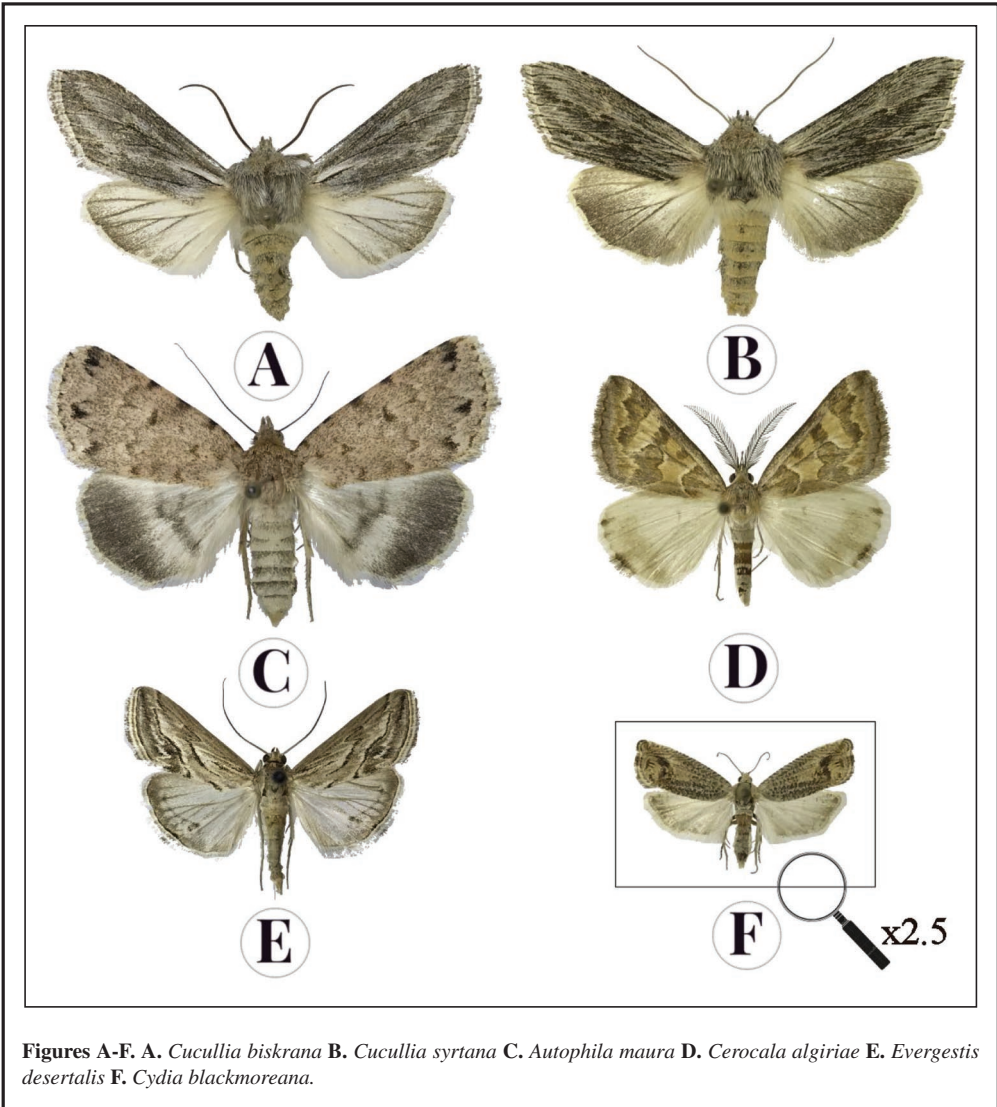 A
B
C
D
E
F
x2.5
Figures A-F. A. Cucullia biskrana B. Cucullia syrtana C. Autophila maura D. Cerocala algiriae E. Evergestis
desertalis F. Cydia blackmoreana.